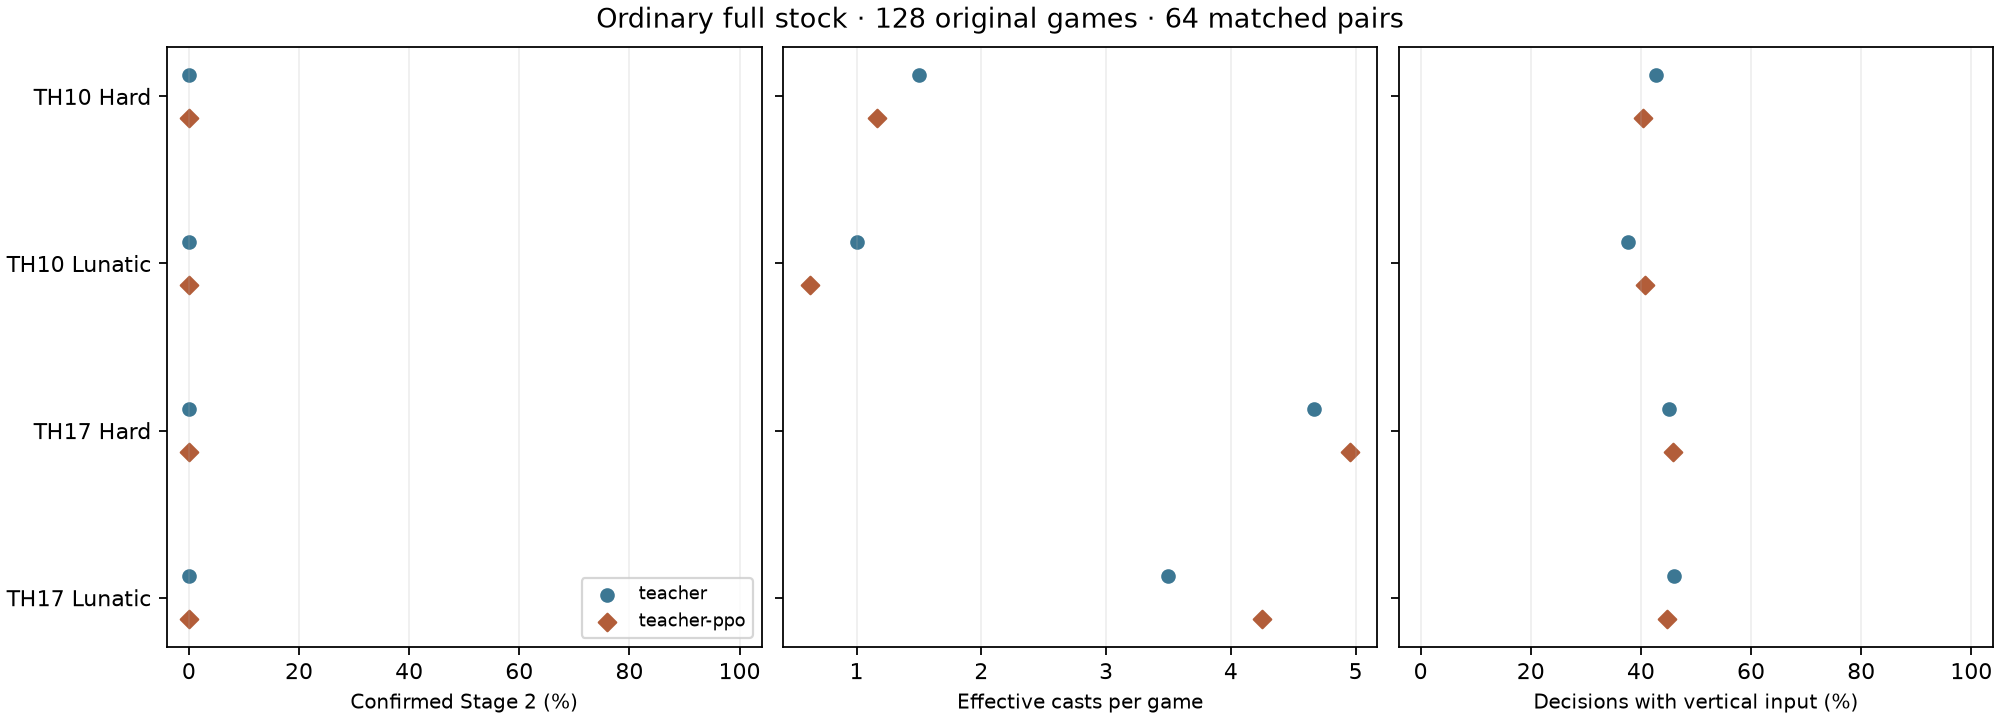 Ordinary full stock · 128 original games · 64 matched pairs
TH10 Hard
TH10 Lunatic
TH17 Hard
TH17 Lunatic
teacher
teacher-ppo
0 20 40 60 80 100
Confirmed Stage 2 (%)
1 2 3 4 5
Effective casts per game
0 20 40 60 80 100
Decisions with vertical input (%)